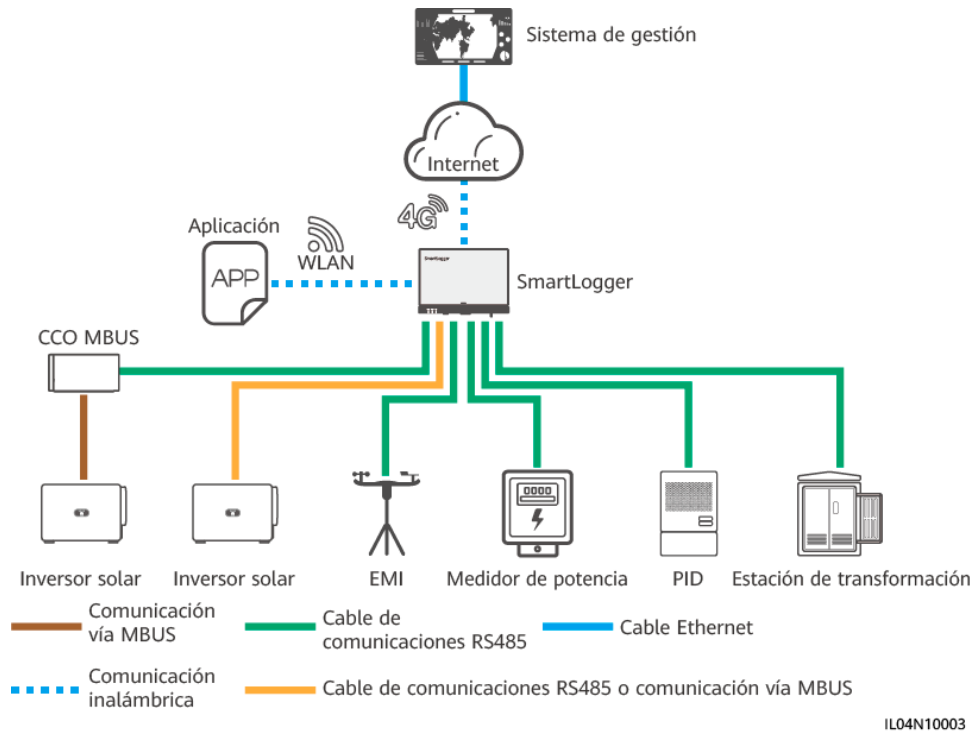 Sistema de gestión
Internet
4G
Aplicación
WLAN
APP
SmartLogger
SmartLogger
CCO MBUS
Inversor solar
Inversor solar
EMI
Medidor de potencia
PID
Estación de transformación
Comunicación
vía MBUS
Cable de
comunicaciones RS485
Cable Ethernet
Comunicación
inalámbrica
Cable de comunicaciones RS485 o comunicación vía MBUS
IL04N10003